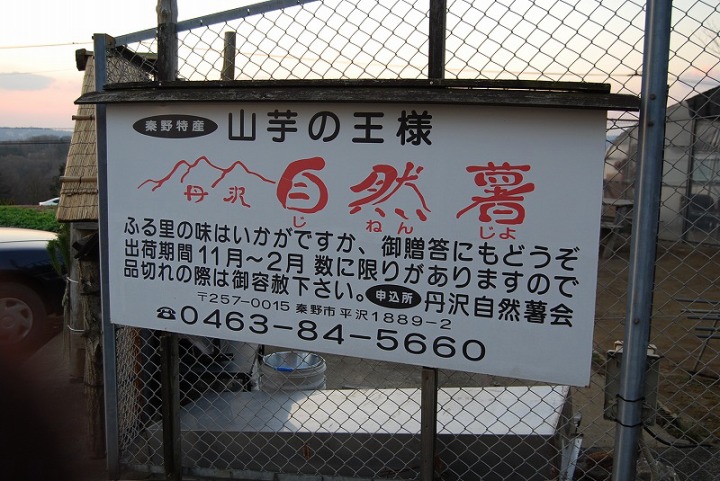 秦野特産 山芋の王様
丹沢 自然薯
じ ねん じょ
ふる里の味はいかがですか、御贈答にもどうぞ
出荷期間 11月〜2月 数に限りがありますので
品切れの際は御容赦下さい。 申込所 丹沢自然薯会
〒257-0015 秦野市平沢1889-2
☎0463-84-5660